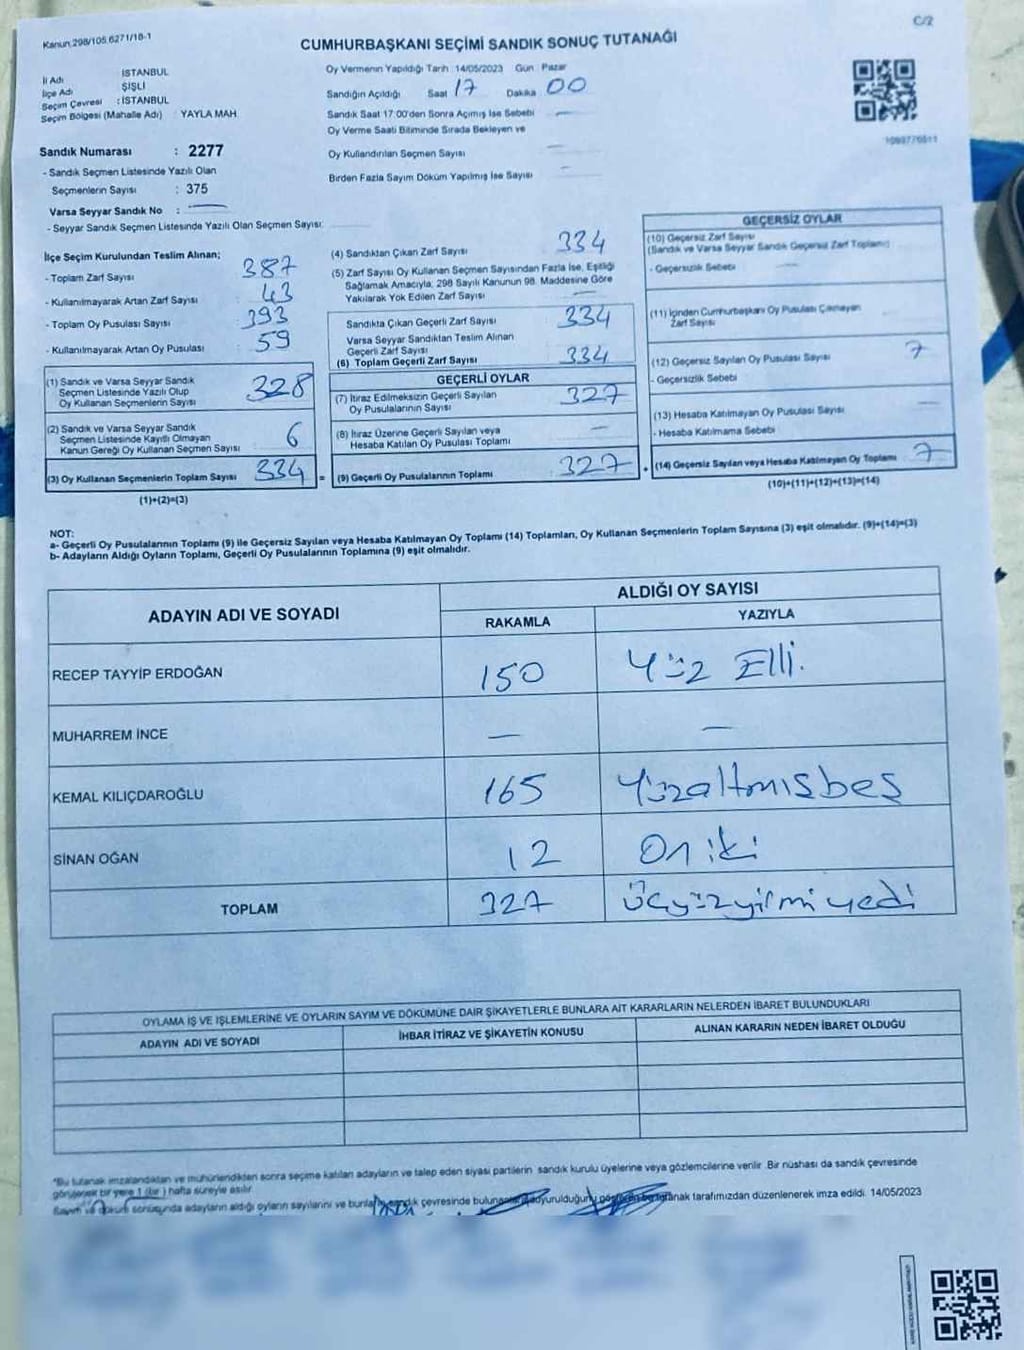 Kanun:298/105.6271/18-1
C/2
CUMHURBAŞKANI SEÇİMİ SANDIK SONUÇ TUTANAĞI
İl Adı : İSTANBUL
İlçe Adı : ŞİŞLİ
Seçim Çevresi : İSTANBUL
Seçim Bölgesi (Mahalle Adı) : YAYLA MAH
Sandık Numarası : 2277
- Sandık Seçmen Listesinde Yazılı Olan
Seçmenlerin Sayısı : 375
Varsa Seyyar Sandık No :
- Seyyar Sandık Seçmen Listesinde Yazılı Olan Seçmen Sayısı:
Oy Vermenin Yapıldığı Tarih :14/05/2023 Gün : Pazar
Sandığın Açıldığı Saat 17 Dakika 00
Sandık Saat 17:00'den Sonra Açımış İse Sebebi —
Oy Verme Saati Bitiminde Sırada Bekleyen ve
Oy Kullandırılan Seçmen Sayısı —
Birden Fazla Sayım Döküm Yapılmış İse Sayısı —
İlçe Seçim Kurulundan Teslim Alınan;
- Toplam Zarf Sayısı : 387
- Kullanılmayarak Artan Zarf Sayısı : 43
- Toplam Oy Pusulası Sayısı : 393
- Kullanılmayarak Artan Oy Pusulası : 59
(1) Sandık ve Varsa Seyyar Sandık
Seçmen Listesinde Yazılı Olup
Oy Kullanan Seçmenlerin Sayısı 328
(2) Sandık ve Varsa Seyyar Sandık
Seçmen Listesinde Kayıtlı Olmayan
Kanun Gereği Oy Kullanan Seçmen Sayısı 6
(3) Oy Kullanan Seçmenlerin Toplam Sayısı 334
(1)+(2)=(3)
(4) Sandıktan Çıkan Zarf Sayısı 334
(5) Zarf Sayısı Oy Kullanan Seçmen Sayısından Fazla İse, Eşitliği
Sağlamak Amacıyla; 298 Sayılı Kanunun 98. Maddesine Göre
Yakılarak Yok Edilen Zarf Sayısı —
Sandıkta Çıkan Geçerli Zarf Sayısı 334
Varsa Seyyar Sandıktan Teslim Alınan
Geçerli Zarf Sayısı
(6) Toplam Geçerli Zarf Sayısı 334
GEÇERLİ OYLAR
(7) İtiraz Edilmeksizin Geçerli Sayılan
Oy Pusulalarının Sayısı 327
(8) İtiraz Üzerine Geçerli Sayılan veya
Hesaba Katılan Oy Pusulası Toplamı —
= (9) Geçerli Oy Pusulalarının Toplamı 327
GEÇERSİZ OYLAR
(10) Geçersiz Zarf Sayısı
(Sandık ve Varsa Seyyar Sandık Geçersiz Zarf Toplamı)
- Geçersizlik Sebebi —
(11) İçinden Cumhurbaşkanı Oy Pusulası Çıkmayan
Zarf Sayısı
(12) Geçersiz Sayılan Oy Pusulası Sayısı 7
- Geçersizlik Sebebi
(13) Hesaba Katılmayan Oy Pusulası Sayısı —
- Hesaba Katılmama Sebebi
+ (14) Geçersiz Sayılan veya Hesaba Katılmayan Oy Toplamı 7
(10)+(11)+(12)+(13)=(14)
NOT:
a- Geçerli Oy Pusulalarının Toplamı (9) ile Geçersiz Sayılan veya Hesaba Katılmayan Oy Toplamı (14) Toplamları, Oy Kullanan Seçmenlerin Toplam Sayısına (3) eşit olmalıdır. (9)+(14)=(3)
b- Adayların Aldığı Oyların Toplamı, Geçerli Oy Pusulalarının Toplamına (9) eşit olmalıdır.
ADAYIN ADI VE SOYADI
ALDIĞI OY SAYISI
RAKAMLA YAZIYLA
RECEP TAYYİP ERDOĞAN 150 Yüz Elli.
MUHARREM İNCE — —
KEMAL KILIÇDAROĞLU 165 Yüzaltmışbeş
SİNAN OĞAN 12 On iki
TOPLAM 327 Üçyüzyirmi yedi
OYLAMA İŞ VE İŞLEMLERİNE VE OYLARIN SAYIM VE DÖKÜMÜNE DAİR ŞİKAYETLERLE BUNLARA AİT KARARLARIN NELERDEN İBARET BULUNDUKLARI
ADAYIN ADI VE SOYADI İHBAR İTİRAZ VE ŞİKAYETİN KONUSU ALINAN KARARIN NEDEN İBARET OLDUĞU
*Bu tutanak imzalandıktan ve mühürlendikten sonra seçime katılan adayların ve talep eden siyasi partilerin sandık kurulu üyelerine veya gözlemcilerine verilir. Bir nüshası da sandık çevresinde
görülecek bir yere 1 (bir) hafta süreyle asılır.
Sayım ve döküm sonucunda adayların aldığı oyların sayılarını ve bunların sandık çevresinde tarafımızdan düzenlenerek imza edildi. 14/05/2023